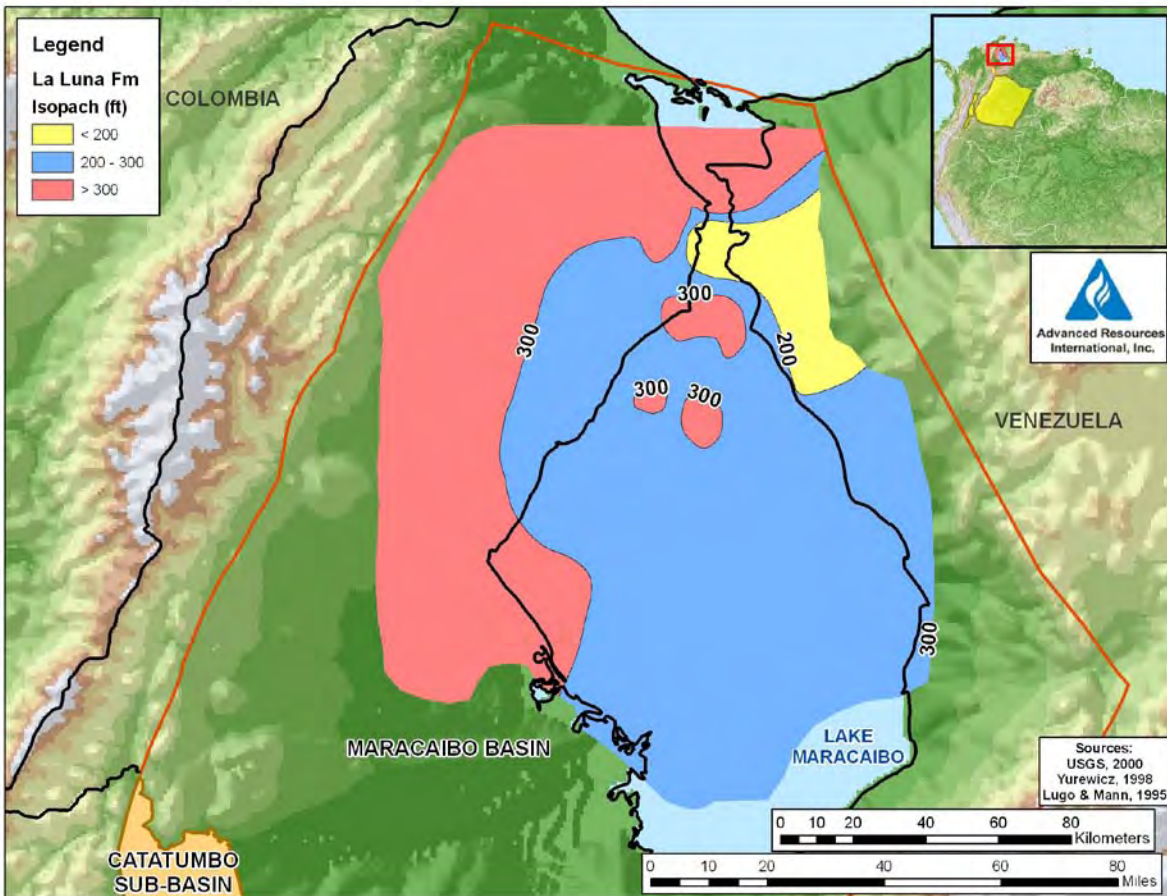 Legend
La Luna Fm
Isopach (ft)
< 200
200 - 300
> 300
COLOMBIA
Advanced Resources
International, Inc.
300
300
200
300
300
VENEZUELA
300
MARACAIBO BASIN
LAKE
MARACAIBO
Sources:
USGS, 2000
Yurewicz, 1998
Lugo & Mann, 1995
CATATUMBO
SUB-BASIN
0 10 20 40 60 80
Kilometers
0 10 20 40 60 80
Miles